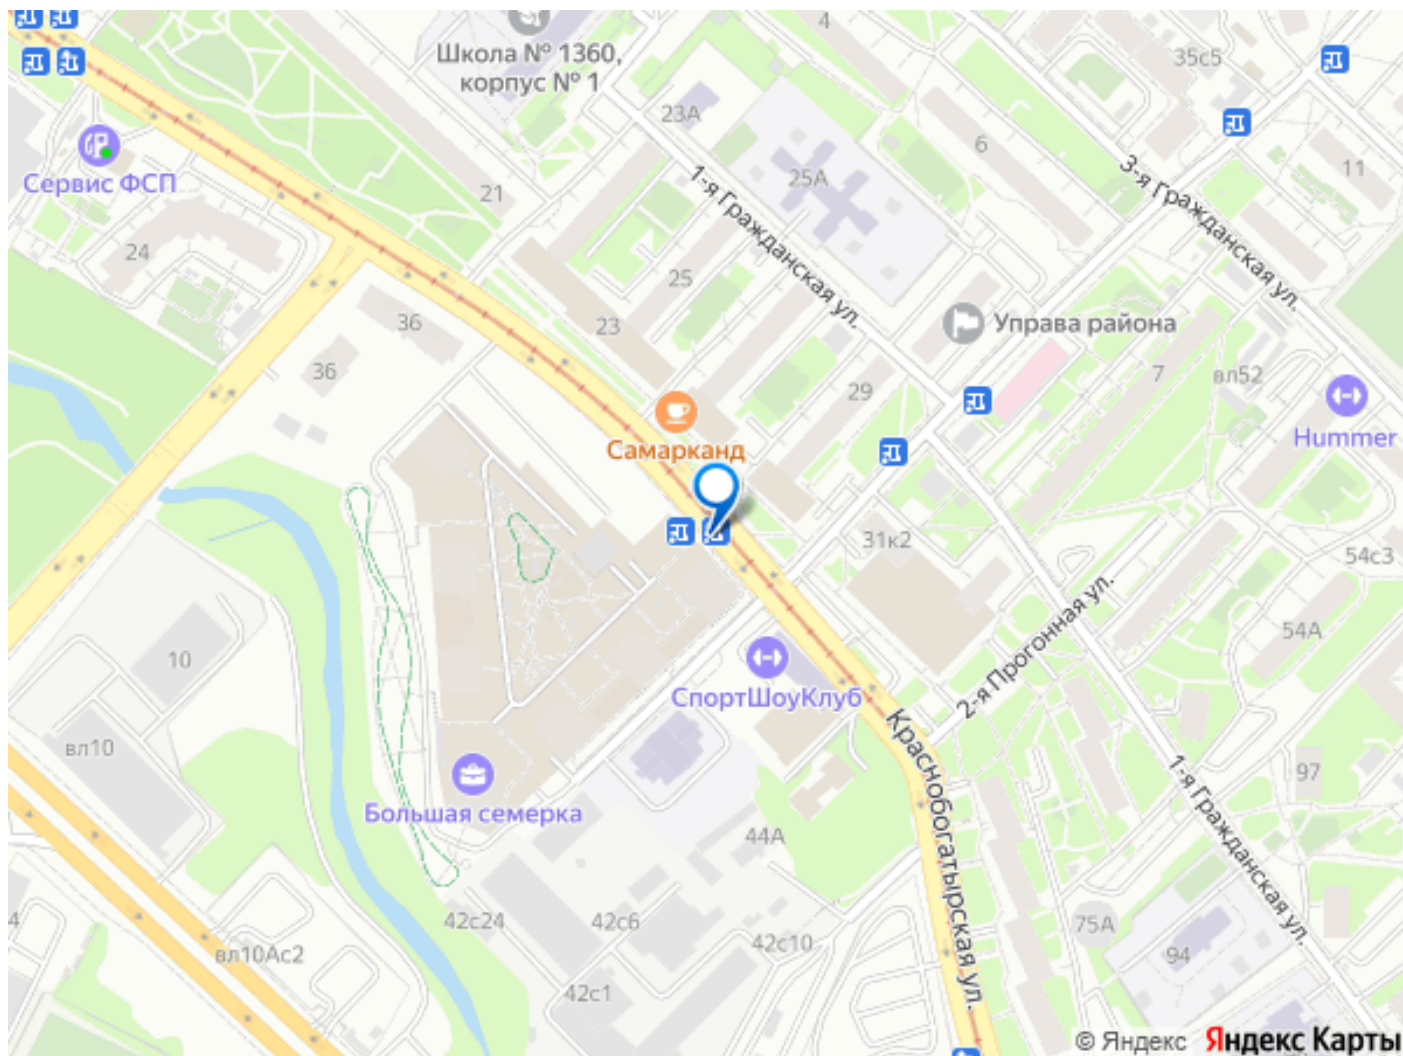 4
Школа № 1360,
корпус № 1
35с5
23А
6
11
3-я Гражданская ул.
Сервис ФСП
21
25А
1-я Гражданская ул.
24
25
36
23
Управа района
36
29
7
вл52
Самарканд
Hummer
31к2
54с3
2-я Прогонная ул.
54А
10
СпортШоуКлуб
Краснобогатырская ул.
вл10
1-я Гражданская ул.
97
Большая семерка
44А
4
42с24
42с6
42с10
75А
94
вл10Ас2
42с1
© Яндекс Яндекс Карты